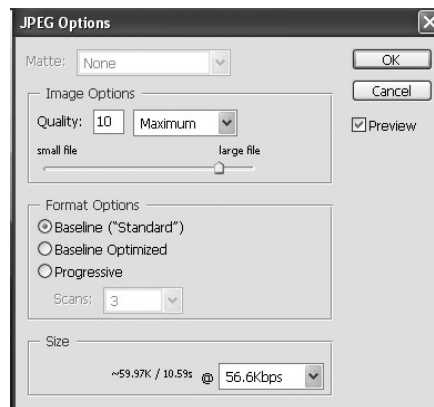 JPEG Options
Matte: None
OK
Image Options
Cancel
Quality: 10 Maximum
Preview
small file large file
Format Options
Baseline ("Standard")
Baseline Optimized
Progressive
Scans: 3
Size
~59.97K / 10.59s @ 56.6Kbps